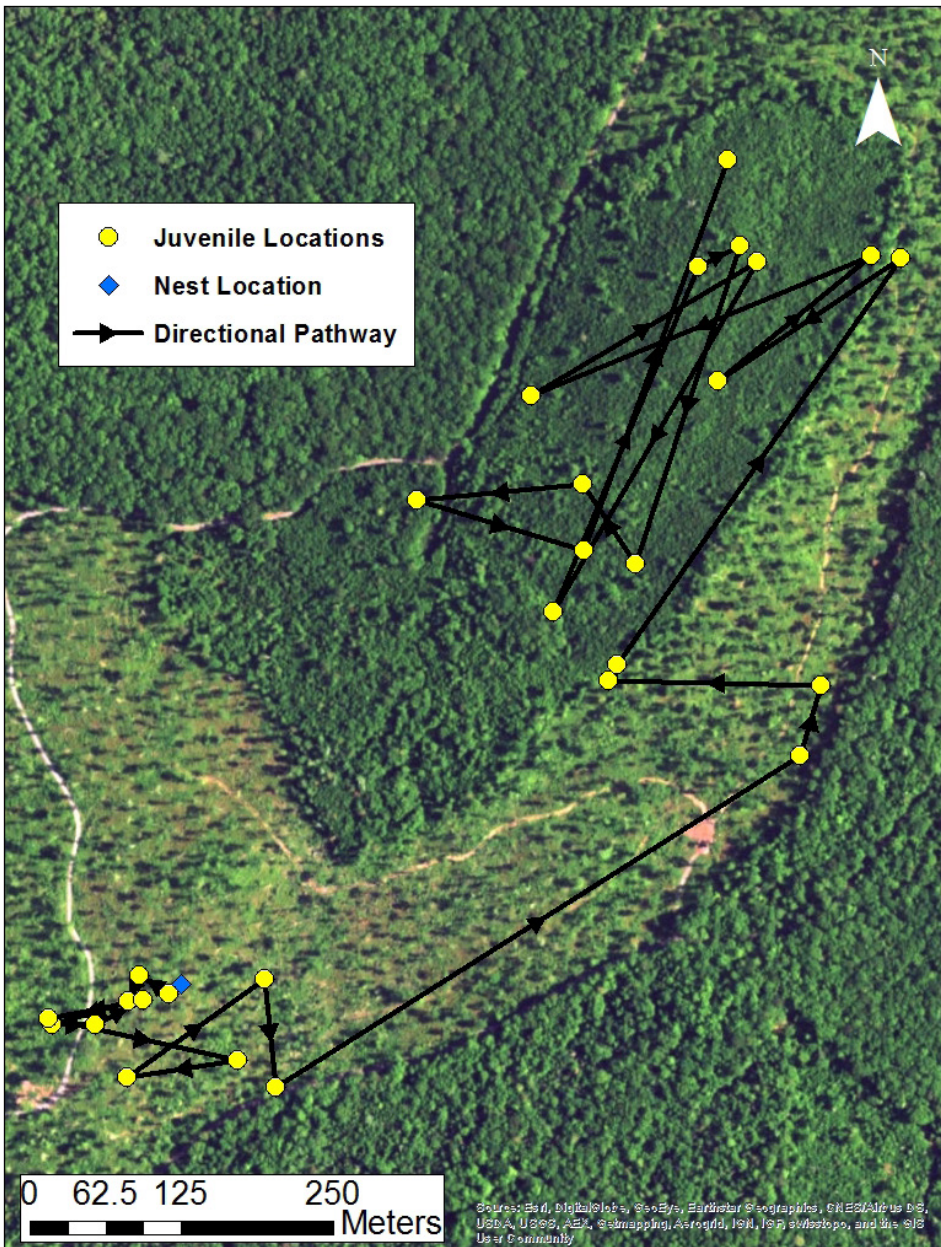 N
Juvenile Locations
Nest Location
Directional Pathway
0 62.5 125 250
Meters
Source: Esri, DigitalGlobe, GeoEye, Earthstar Geographics, CNES/Airbus DS,
USDA, USGS, AEX, Getmapping, Aerogrid, IGN, IGP, swisstopo, and the GIS
User Community